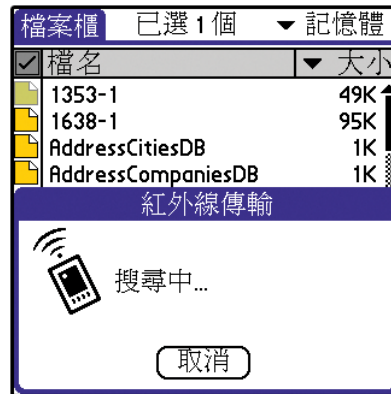 檔案櫃 已選 1 個 記憶體
檔名 大小
1353-1 49K
1638-1 95K
AddressCitiesDB 1K
AddressCompaniesDB 1K
紅外線傳輸
搜尋中...
取消